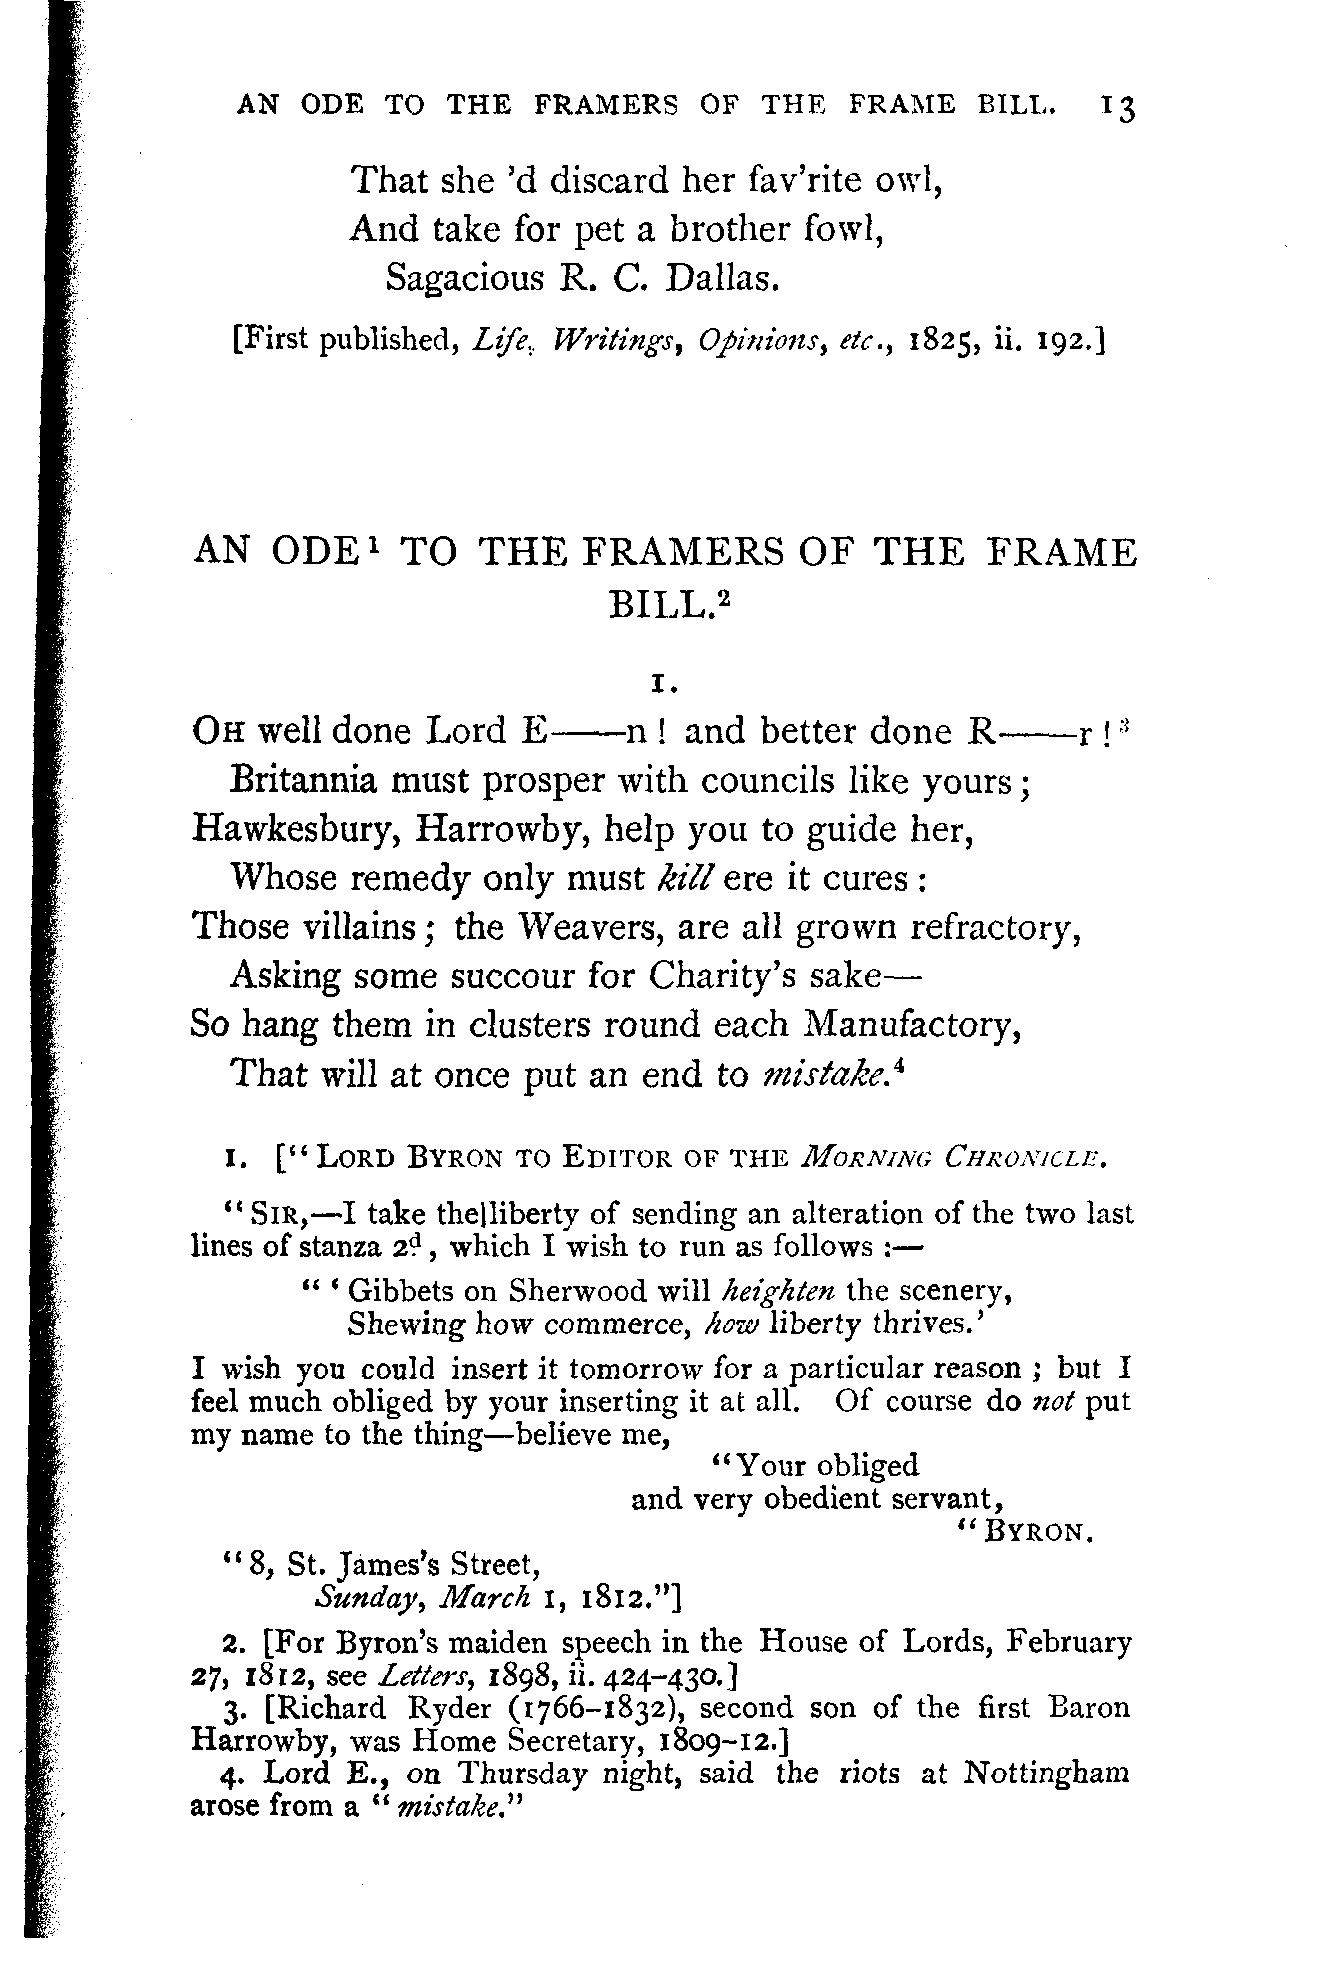 AN ODE TO THE FRAMERS OF THE FRAME BILL. 13
That she 'd discard her fav'rite owl,
And take for pet a brother fowl,
Sagacious R. C. Dallas.
[First published, Life, Writings, Opinions, etc., 1825, ii. 192.]
AN ODE¹ TO THE FRAMERS OF THE FRAME
BILL.²
1.
OH well done Lord E——n! and better done R——r!³
Britannia must prosper with councils like yours;
Hawkesbury, Harrowby, help you to guide her,
Whose remedy only must kill ere it cures:
Those villains; the Weavers, are all grown refractory,
Asking some succour for Charity's sake—
So hang them in clusters round each Manufactory,
That will at once put an end to mistake.⁴
1. ["LORD BYRON TO EDITOR OF THE MORNING CHRONICLE.
"SIR,—I take the liberty of sending an alteration of the two last
lines of stanza 2ᵈ, which I wish to run as follows:—
"'Gibbets on Sherwood will heighten the scenery,
Shewing how commerce, how liberty thrives.'
I wish you could insert it tomorrow for a particular reason; but I
feel much obliged by your inserting it at all. Of course do not put
my name to the thing—believe me,
"Your obliged
and very obedient servant,
"BYRON.
"8, St. James's Street,
Sunday, March 1, 1812."]
2. [For Byron's maiden speech in the House of Lords, February
27, 1812, see Letters, 1898, ii. 424–430.]
3. [Richard Ryder (1766–1832), second son of the first Baron
Harrowby, was Home Secretary, 1809–12.]
4. Lord E., on Thursday night, said the riots at Nottingham
arose from a "mistake."